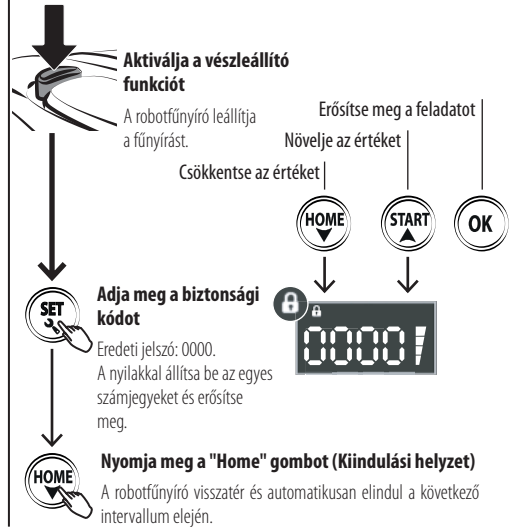 Aktiválja a vészleállító
funkciót
A robotfűnyíró leállítja
a fűnyírást.
Erősítse meg a feladatot
Növelje az értéket
Csökkentse az értéket
HOME
START
OK
SET
Adja meg a biztonsági
kódot
Eredeti jelszó: 0000.
A nyilakkal állítsa be az egyes
számjegyeket és erősítse
meg.
0000
HOME
Nyomja meg a "Home" gombot (Kiindulási helyzet)
A robotfűnyíró visszatér és automatikusan elindul a következő
intervallum elején.